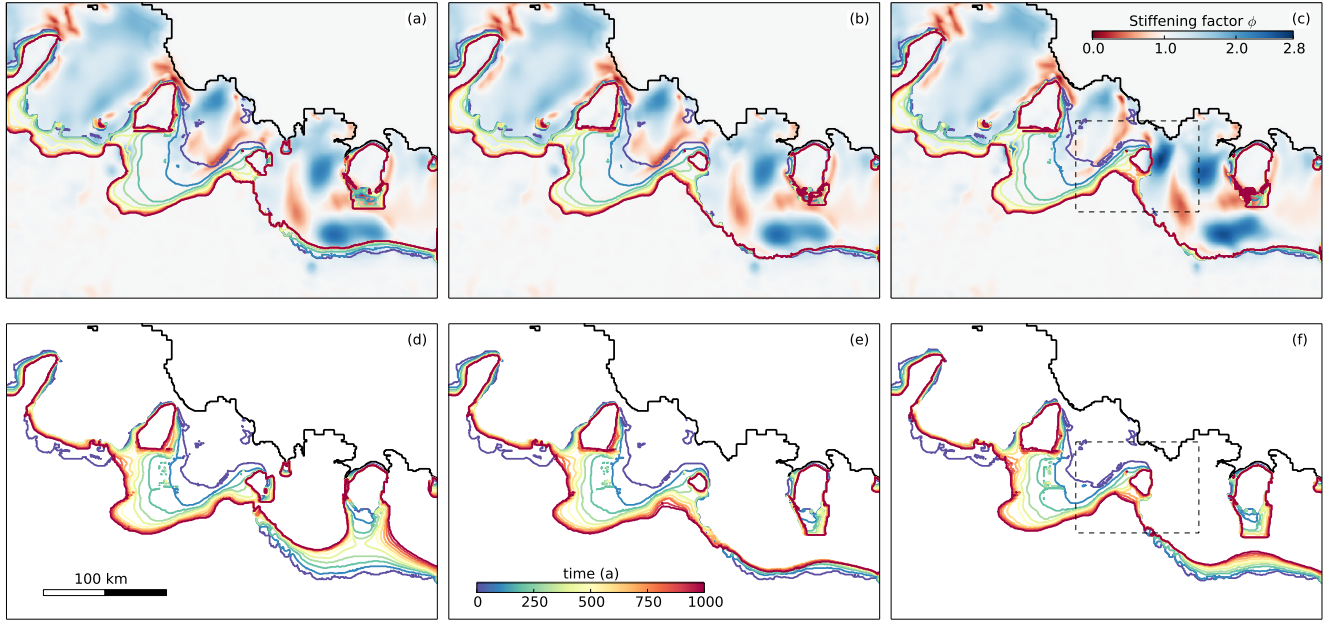 (a)
(b)
(c)
Stiffening factor ϕ
0.0 1.0 2.0 2.8
(d)
(e)
(f)
100 km
time (a)
0 250 500 750 1000